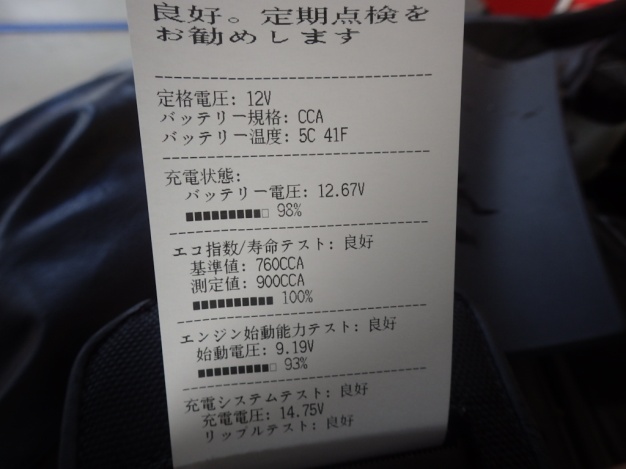 良好。定期点検を
お勧めします
定格電圧: 12V
バッテリー規格: CCA
バッテリー温度: 5C 41F
充電状態:
バッテリー電圧: 12.67V
■■■■■■■■■□ 98%
エコ指数/寿命テスト: 良好
基準値: 760CCA
測定値: 900CCA
■■■■■■■■■■ 100%
エンジン始動能力テスト: 良好
始動電圧: 9.19V
■■■■■■■■■□ 93%
充電システムテスト: 良好
充電電圧: 14.75V
リップルテスト: 良好